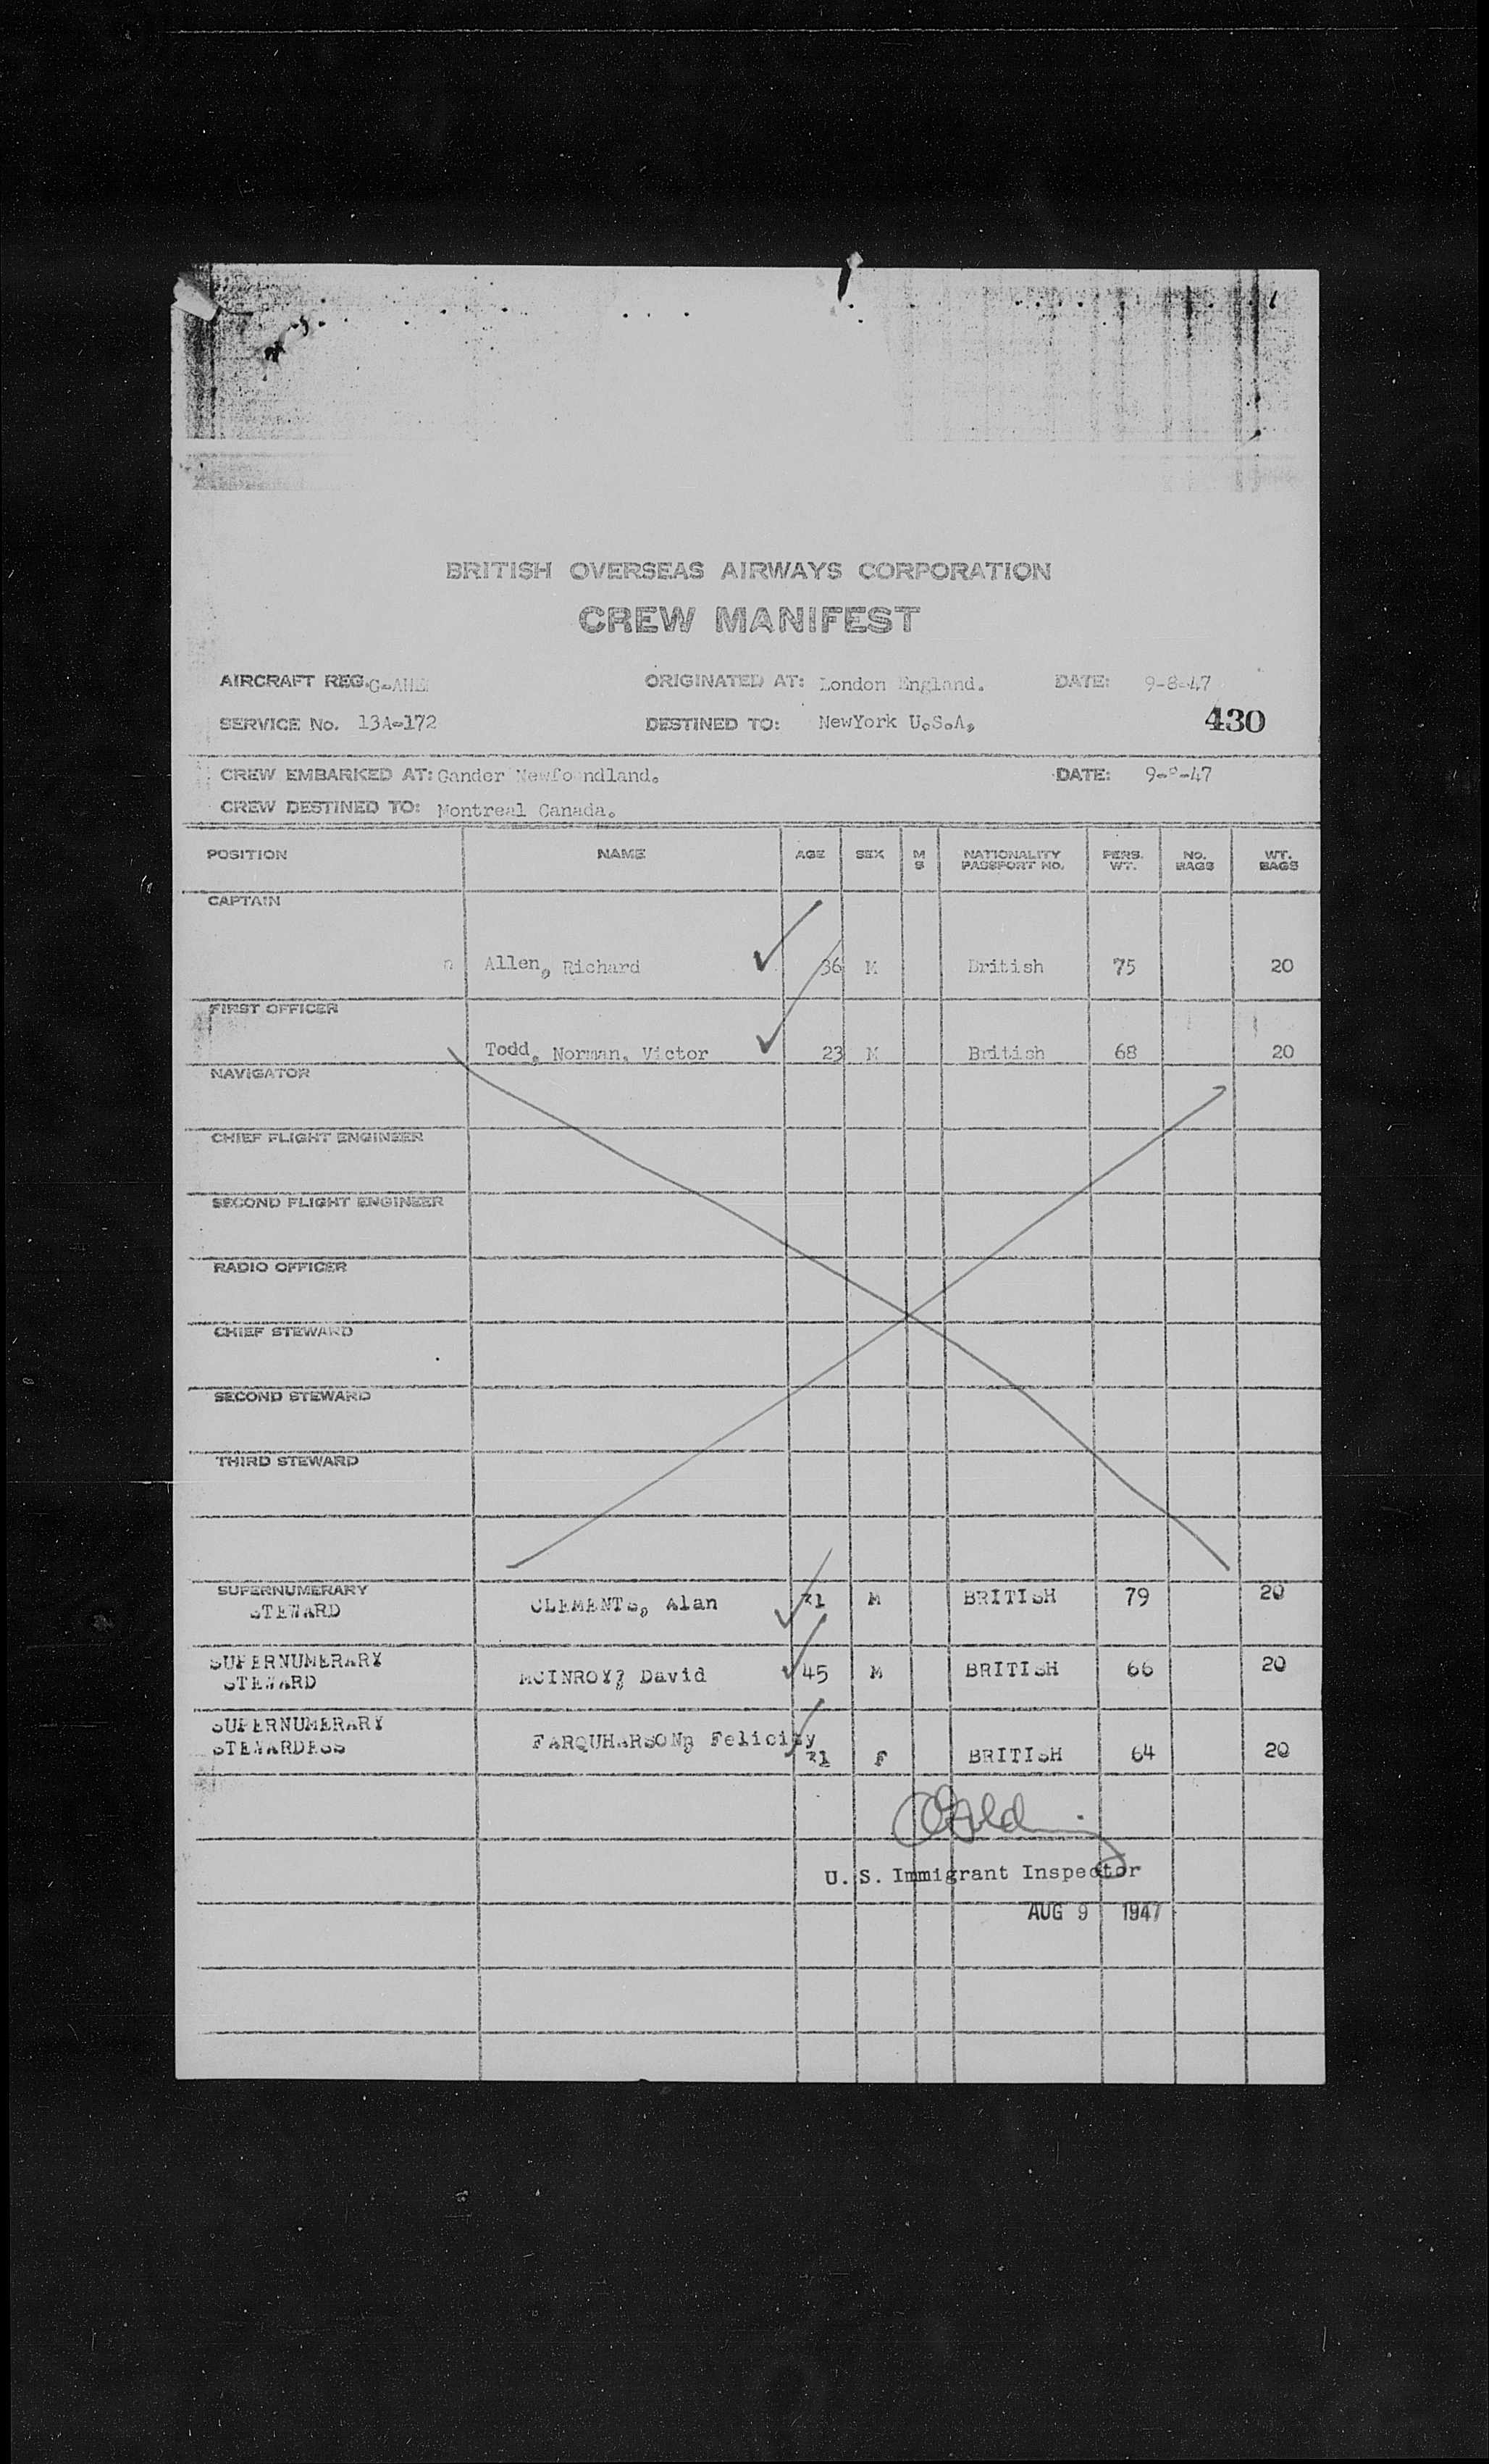 BRITISH OVERSEAS AIRWAYS CORPORATION
CREW MANIFEST
AIRCRAFT REG. ORIGINATED AT: London England. DATE: 9-8-47
SERVICE No. 13A-172 DESTINED TO: NewYork U.S.A,
430
CREW EMBARKED AT: Gander Newfoundland. DATE: 9-8-47
CREW DESTINED TO: Montreal Canada.
POSITION NAME AGE SEX M S NATIONALITY PASSPORT NO. PERS. WT. NO. BAGS WT. BAGS
CAPTAIN
Allen, Richard 36 M British 75 20
FIRST OFFICER
Todd, Norman, Victor 23 M British 68 20
NAVIGATOR
CHIEF FLIGHT ENGINEER
SECOND FLIGHT ENGINEER
RADIO OFFICER
CHIEF STEWARD
SECOND STEWARD
THIRD STEWARD
SUPERNUMERARY
STEWARD CLEMENTS, Alan M BRITISH 79 20
SUPERNUMERARY
STEWARD MCINROY, David 45 M BRITISH 66 20
SUPERNUMERARY
STEWARDESS FARQUHARSON, Felicity F BRITISH 64 20
U. S. Immigrant Inspector
AUG 9 1947